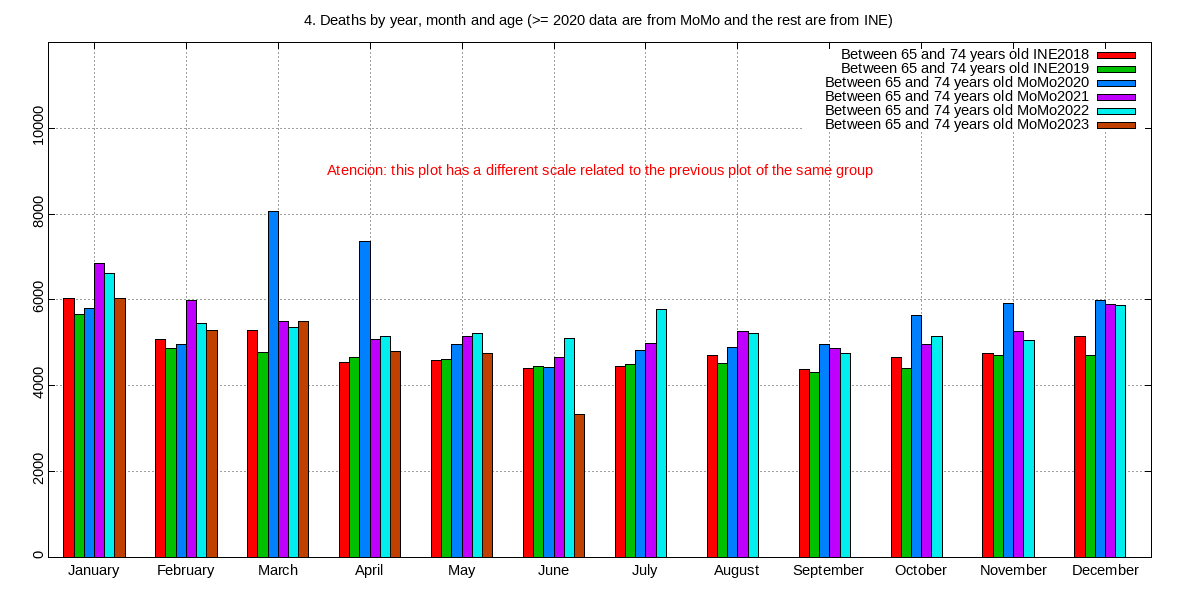 4. Deaths by year, month and age (>= 2020 data are from MoMo and the rest are from INE)
Between 65 and 74 years old INE2018
Between 65 and 74 years old INE2019
Between 65 and 74 years old MoMo2020
Between 65 and 74 years old MoMo2021
Between 65 and 74 years old MoMo2022
Between 65 and 74 years old MoMo2023
Atencion: this plot has a different scale related to the previous plot of the same group
10000
8000
6000
4000
2000
0
January February March April May June July August September October November December